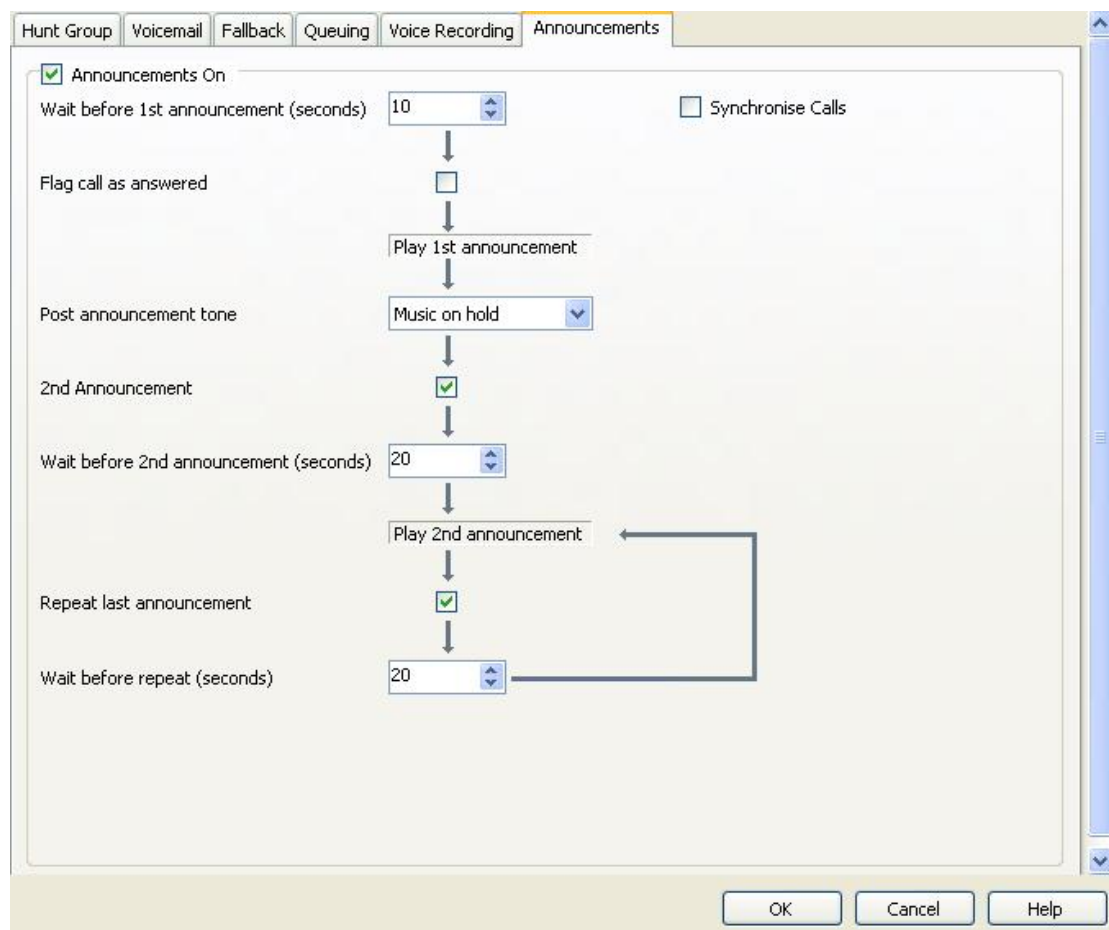 Hunt Group Voicemail Fallback Queuing Voice Recording Announcements
Announcements On
Wait before 1st announcement (seconds) 10 Synchronise Calls
Flag call as answered
Play 1st announcement
Post announcement tone Music on hold
2nd Announcement
Wait before 2nd announcement (seconds) 20
Play 2nd announcement
Repeat last announcement
Wait before repeat (seconds) 20
OK Cancel Help